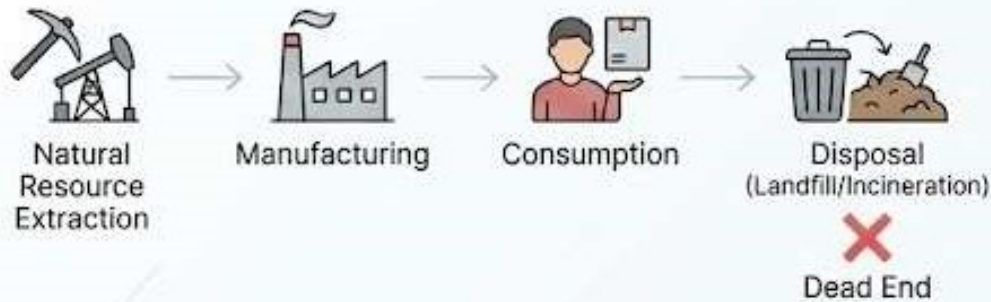 Natural
Resource
Extraction
Manufacturing
Consumption
Disposal
(Landfill/Incineration)
Dead End